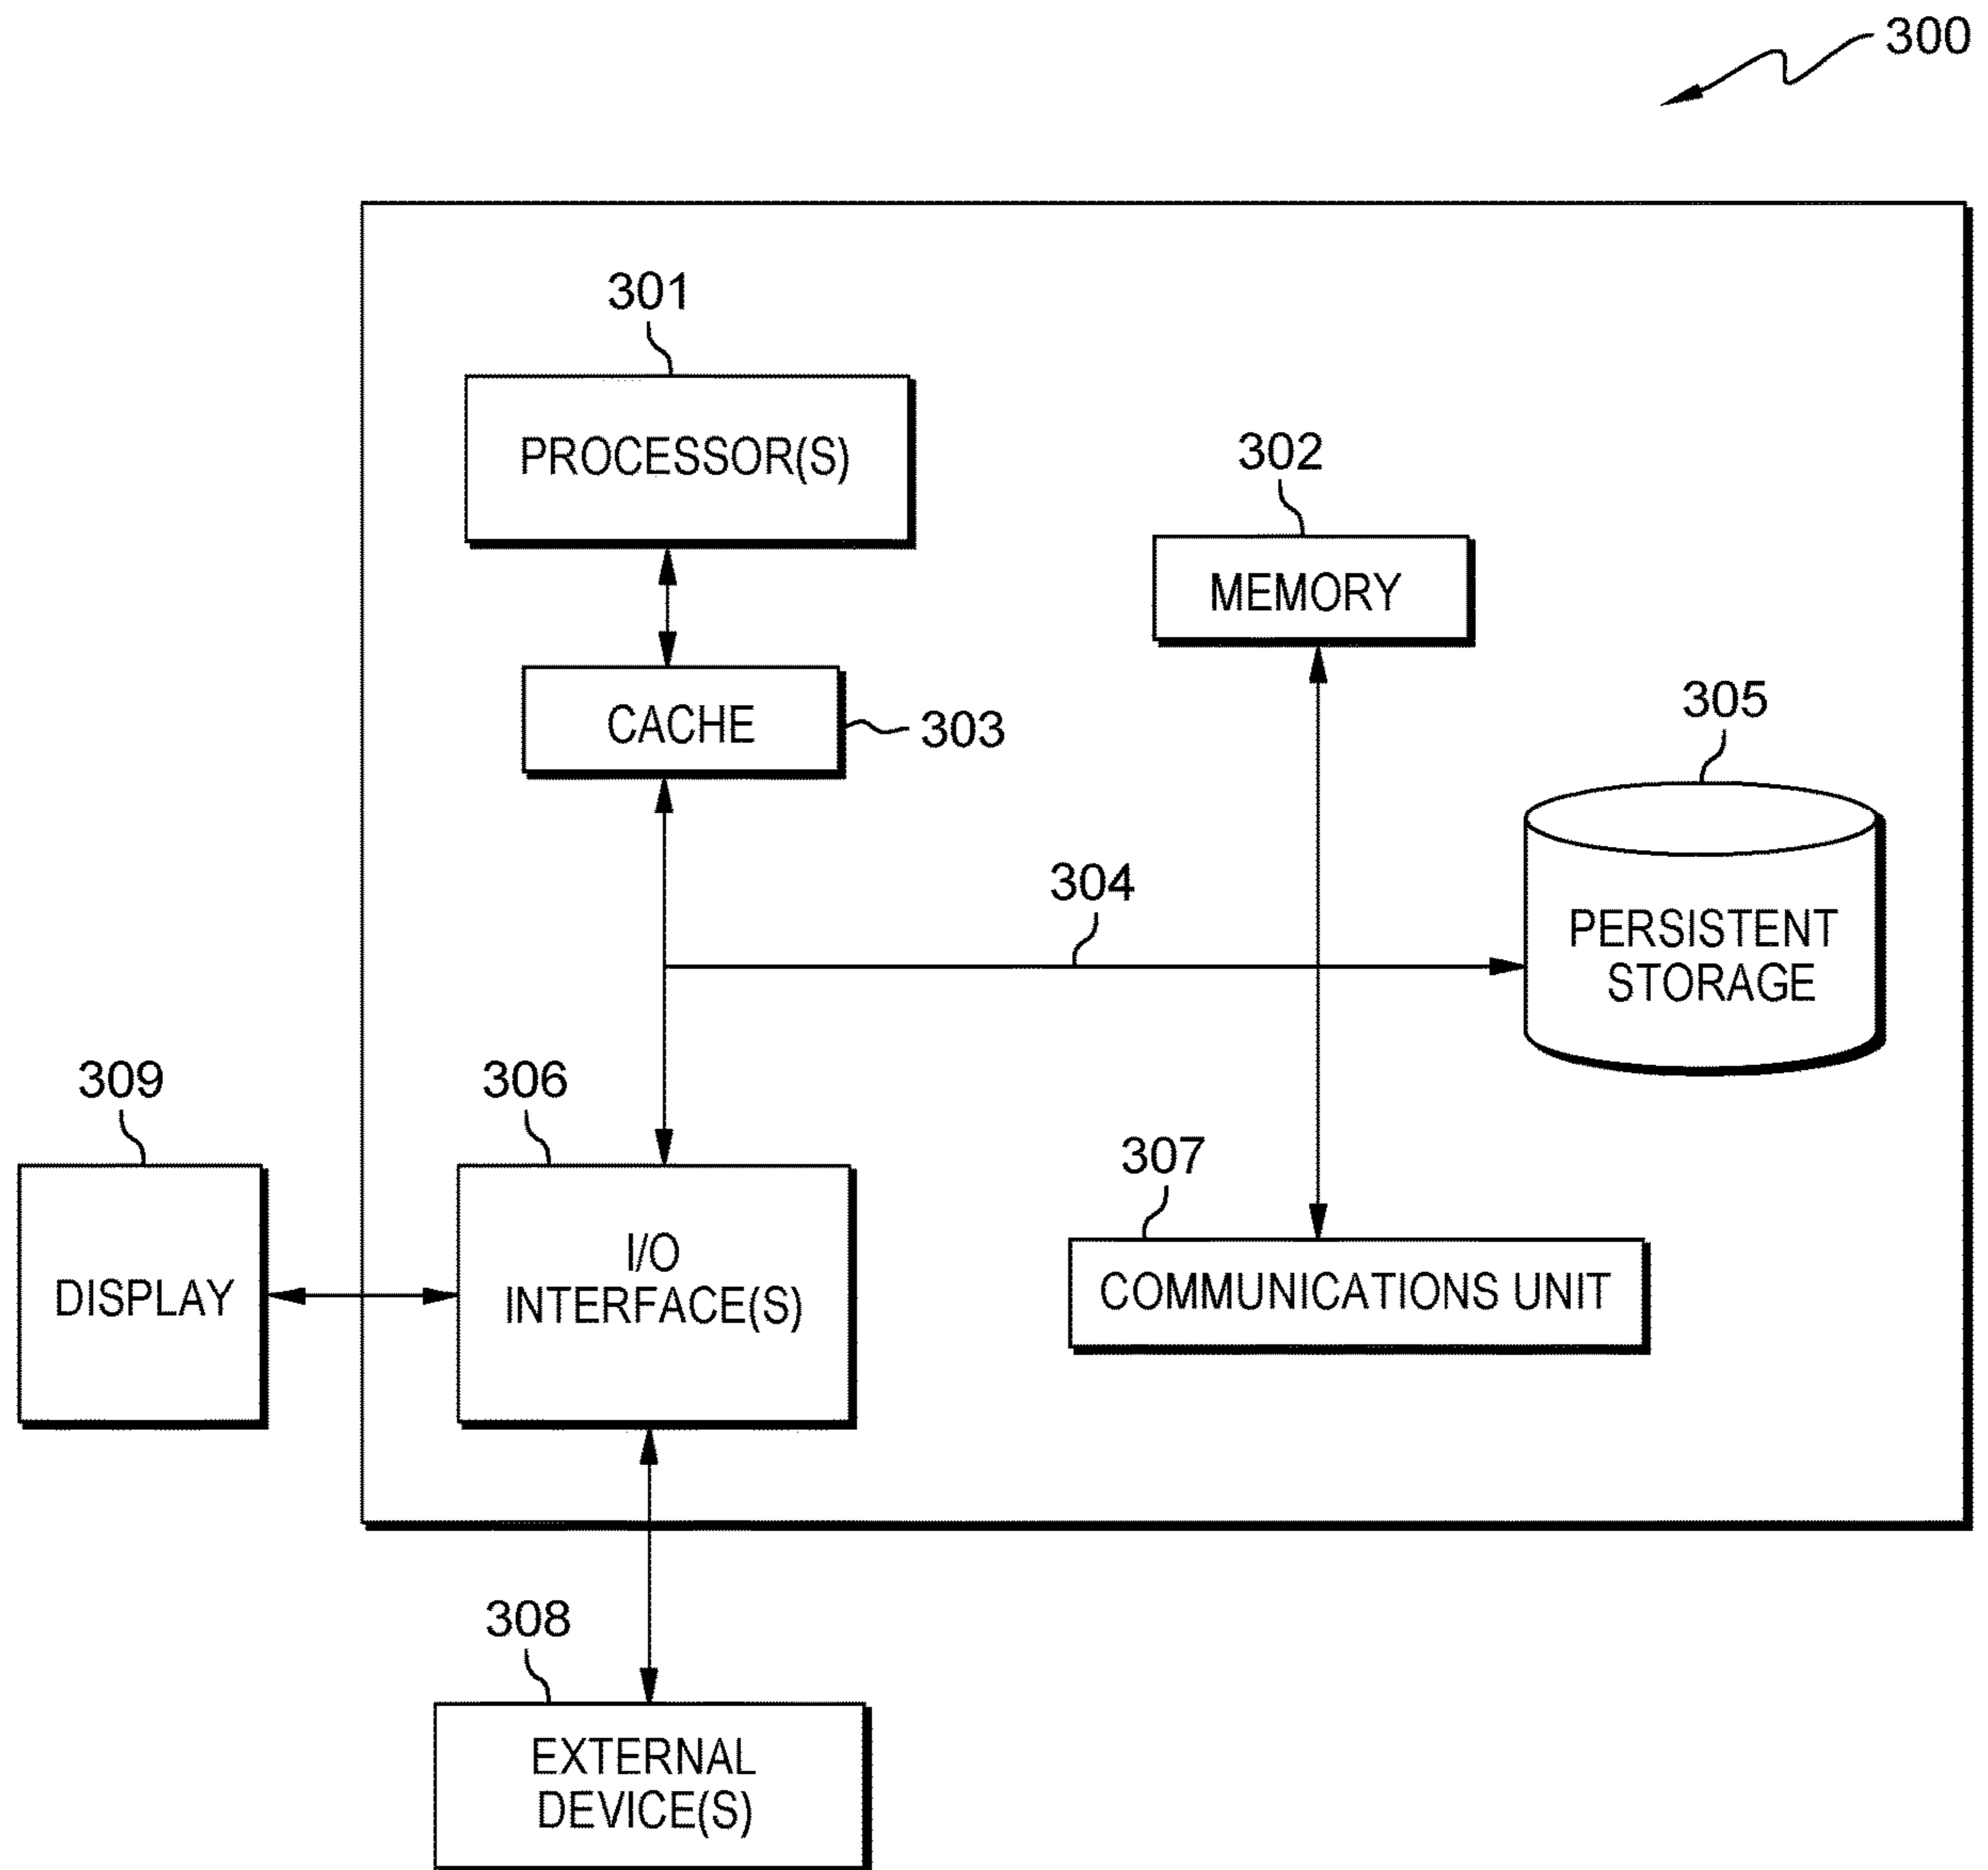 300
301
PROCESSOR(S)
302
MEMORY
CACHE
303
305
304
PERSISTENT
STORAGE
309
306
307
DISPLAY
I/O
INTERFACE(S)
COMMUNICATIONS UNIT
308
EXTERNAL
DEVICE(S)